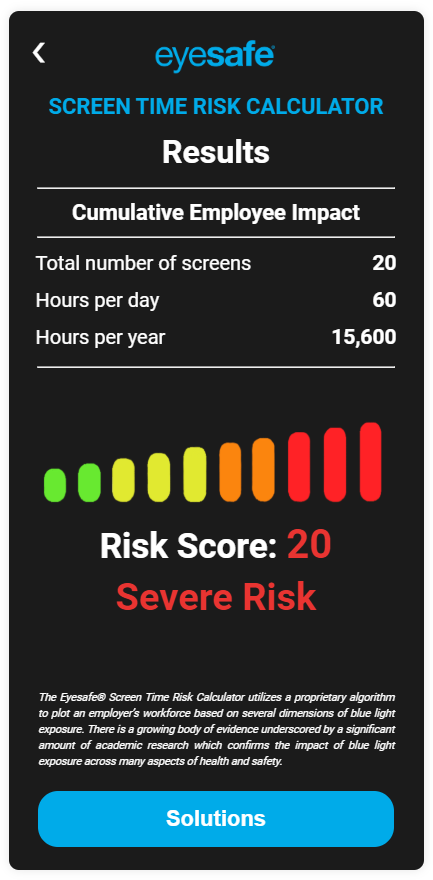 eyesafe®
SCREEN TIME RISK CALCULATOR
Results
Cumulative Employee Impact
Total number of screens 20
Hours per day 60
Hours per year 15,600
Risk Score: 20
Severe Risk
The Eyesafe® Screen Time Risk Calculator utilizes a proprietary algorithm
to plot an employer's workforce based on several dimensions of blue light
exposure. There is a growing body of evidence underscored by a significant
amount of academic research which confirms the impact of blue light
exposure across many aspects of health and safety.
Solutions